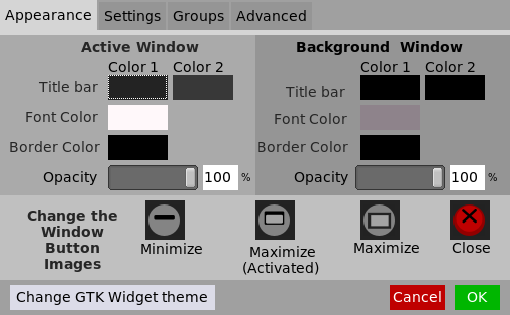 Appearance Settings Groups Advanced
Active Window
Background Window
Color 1 Color 2
Color 1 Color 2
Title bar
Title bar
Font Color
Font Color
Border Color
Border Color
Opacity 100 %
Opacity 100 %
Change the
Window
Button
Images
Minimize
Maximize
(Activated)
Maximize
Close
Change GTK Widget theme
Cancel
OK